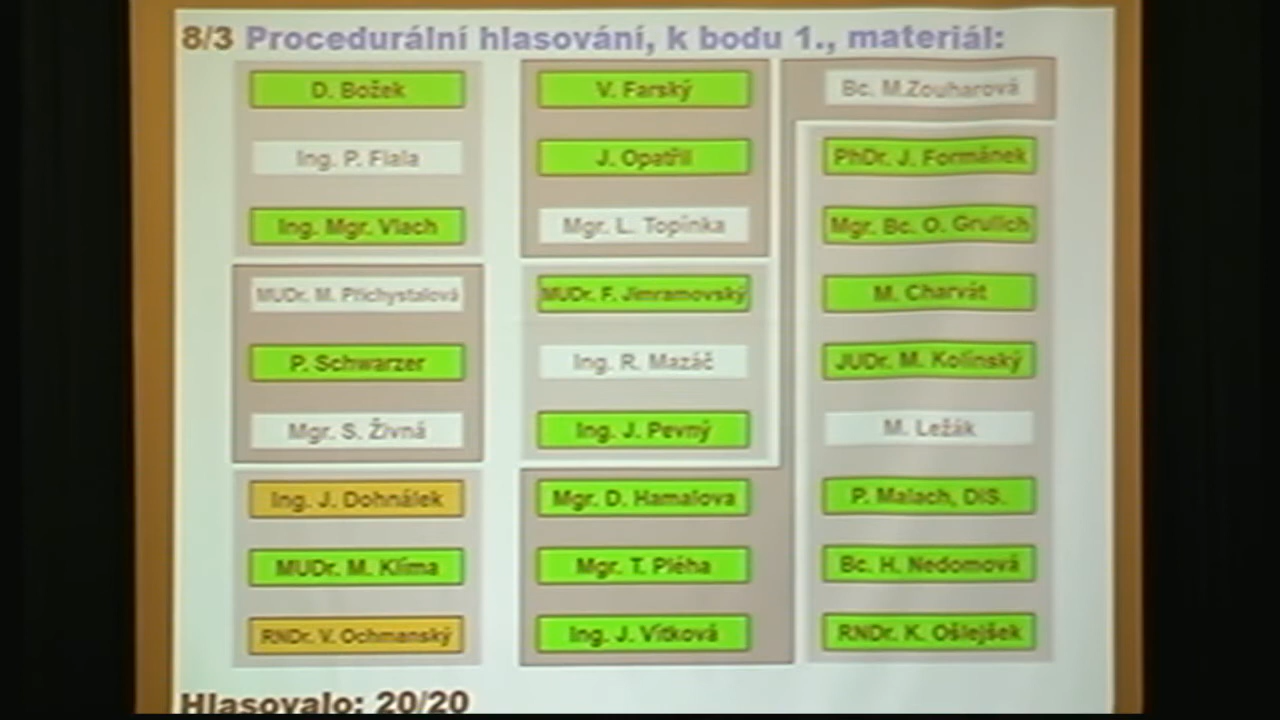 8/3 Procedurální hlasování, k bodu 1., materiál:
D. Božek
Ing. P. Fiala
Ing. Mgr. Vlach
MUDr. M. Přichystalová
P. Schwarzer
Mgr. S. Živná
Ing. J. Dohnálek
MUDr. M. Klíma
RNDr. V. Ochmanský
V. Farský
J. Opatřil
Mgr. L. Topinka
MUDr. F. Jimramovský
Ing. R. Mazáč
Ing. J. Pevný
Mgr. D. Hamalova
Mgr. T. Pléha
Ing. J. Vitková
Bc. M.Zouharová
PhDr. J. Formánek
Mgr. Bc. O. Grulich
M. Charvát
JUDr. M. Kolínský
M. Ležák
P. Malach, DiS.
Bc. H. Nedomová
RNDr. K. Ošlejšek
Hlasovalo: 20/20